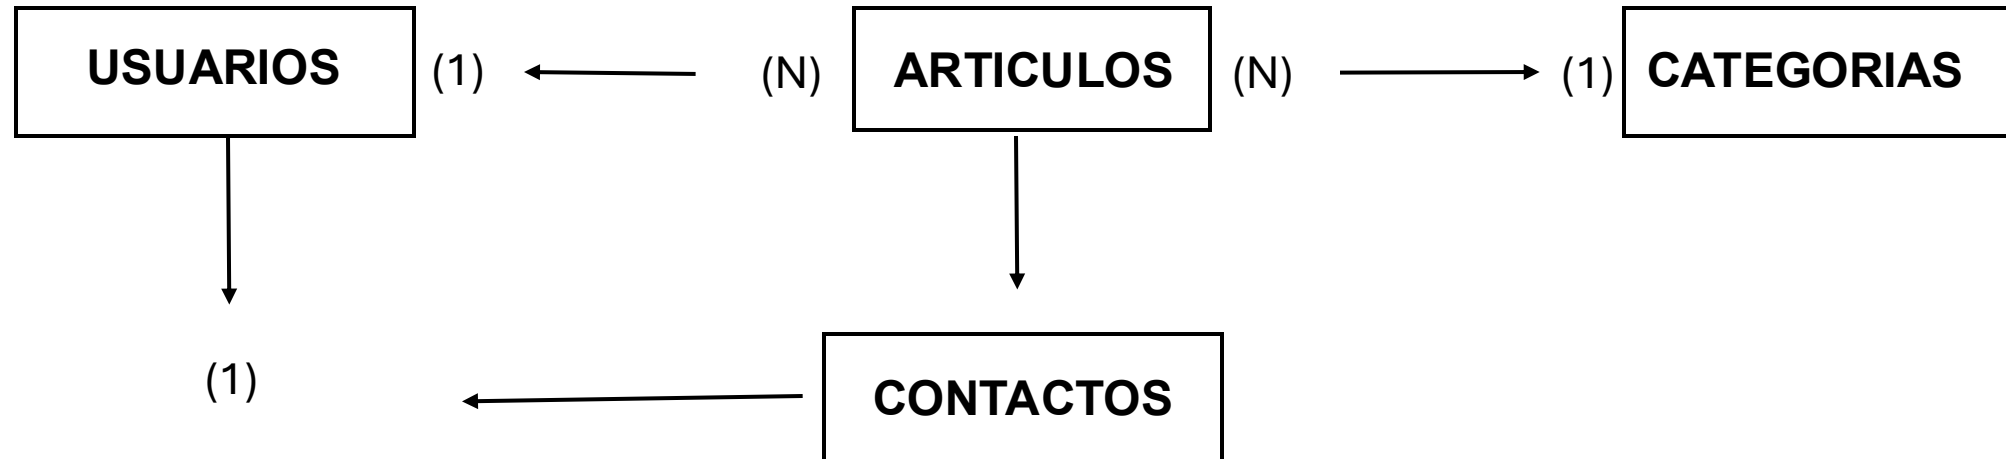 USUARIOS (1) (N) ARTICULOS (N) (1) CATEGORIAS
(1) CONTACTOS